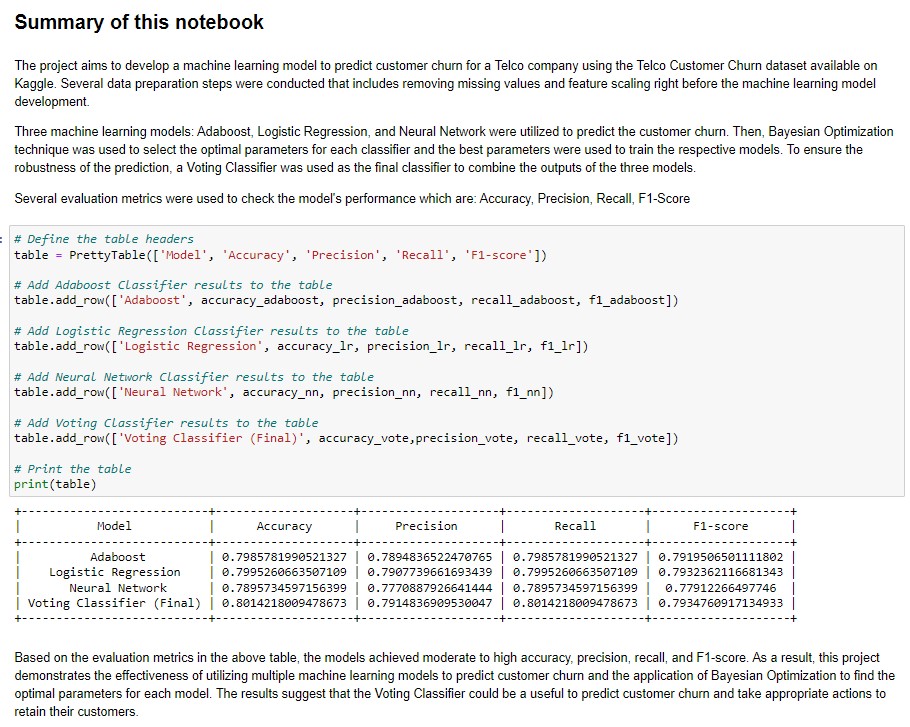 Summary of this notebook
The project aims to develop a machine learning model to predict customer churn for a Telco company using the Telco Customer Churn dataset available on
Kaggle. Several data preparation steps were conducted that includes removing missing values and feature scaling right before the machine learning model
development.
Three machine learning models: Adaboost, Logistic Regression, and Neural Network were utilized to predict the customer churn. Then, Bayesian Optimization
technique was used to select the optimal parameters for each classifier and the best parameters were used to train the respective models. To ensure the
robustness of the prediction, a Voting Classifier was used as the final classifier to combine the outputs of the three models.
Several evaluation metrics were used to check the model's performance which are: Accuracy, Precision, Recall, F1-Score
# Define the table headers
table = PrettyTable(['Model', 'Accuracy', 'Precision', 'Recall', 'F1-score'])
# Add Adaboost Classifier results to the table
table.add_row(['Adaboost', accuracy_adaboost, precision_adaboost, recall_adaboost, f1_adaboost])
# Add Logistic Regression Classifier results to the table
table.add_row(['Logistic Regression', accuracy_lr, precision_lr, recall_lr, f1_lr])
# Add Neural Network Classifier results to the table
table.add_row(['Neural Network', accuracy_nn, precision_nn, recall_nn, f1_nn])
# Add Voting Classifier results to the table
table.add_row(['Voting Classifier (Final)', accuracy_vote,precision_vote, recall_vote, f1_vote])
# Print the table
print(table)
| Model | Accuracy | Precision | Recall | F1-score |
| Adaboost | 0.7985781990521327 | 0.7894836522470765 | 0.7985781990521327 | 0.7919506501111802 |
| Logistic Regression | 0.7995260663507109 | 0.7907739661693439 | 0.7995260663507109 | 0.7932362116681343 |
| Neural Network | 0.7895734597156399 | 0.7770887926641444 | 0.7895734597156399 | 0.77912266497746 |
| Voting Classifier (Final) | 0.8014218009478673 | 0.7914836909530047 | 0.8014218009478673 | 0.7934760917134933 |
Based on the evaluation metrics in the above table, the models achieved moderate to high accuracy, precision, recall, and F1-score. As a result, this project
demonstrates the effectiveness of utilizing multiple machine learning models to predict customer churn and the application of Bayesian Optimization to find the
optimal parameters for each model. The results suggest that the Voting Classifier could be a useful to predict customer churn and take appropriate actions to
retain their customers.